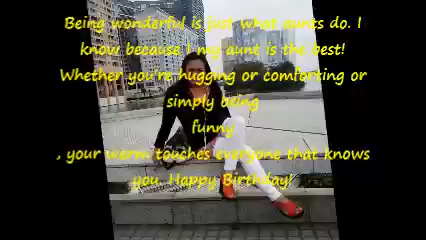 Being wonderful is just what aunts do. I
know because I my aunt is the best!
Whether you're hugging or comforting or
simply being
funny
, your warm touches everyone that knows
you. Happy Birthday!